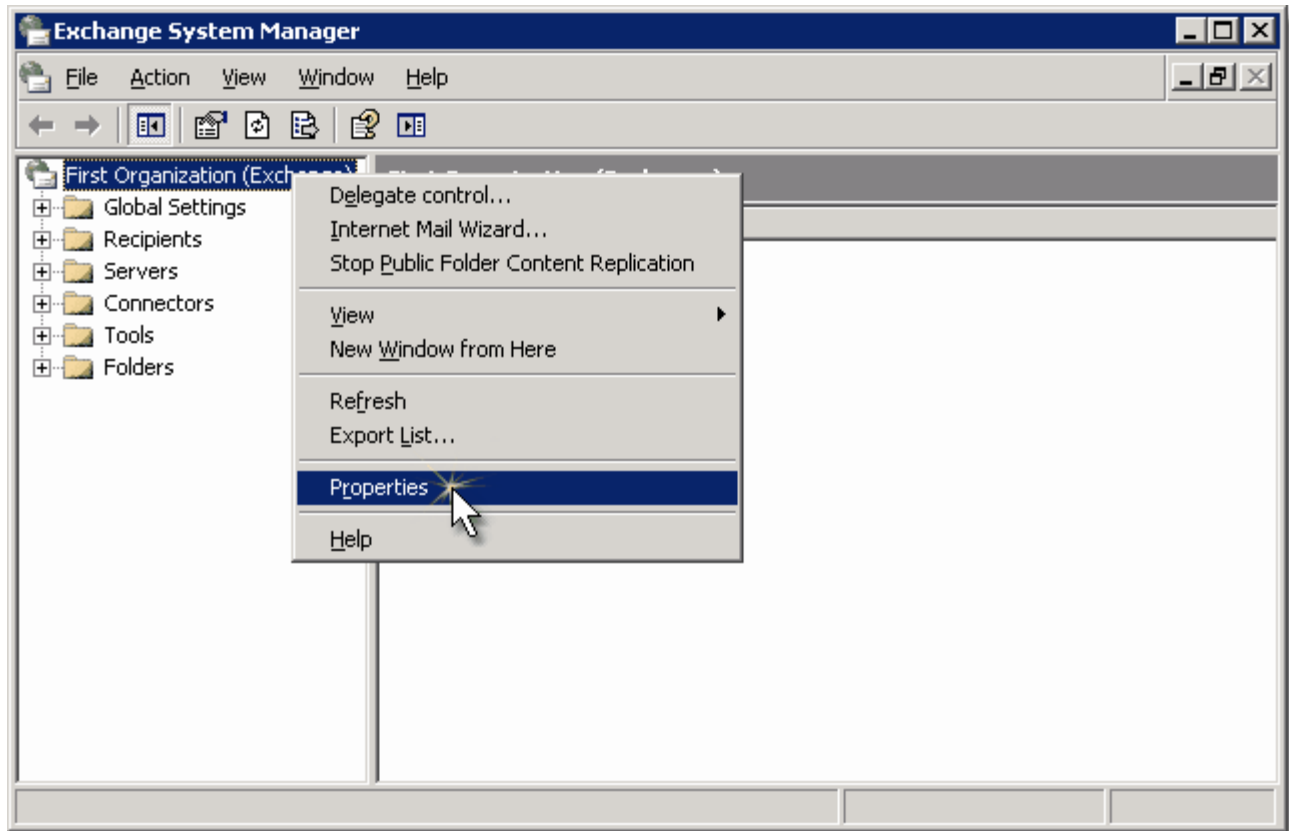 Exchange System Manager
File Action View Window Help
First Organization (Exchange)
Global Settings
Recipients
Servers
Connectors
Tools
Folders
Delegate control...
Internet Mail Wizard...
Stop Public Folder Content Replication
View
New Window from Here
Refresh
Export List...
Properties
Help